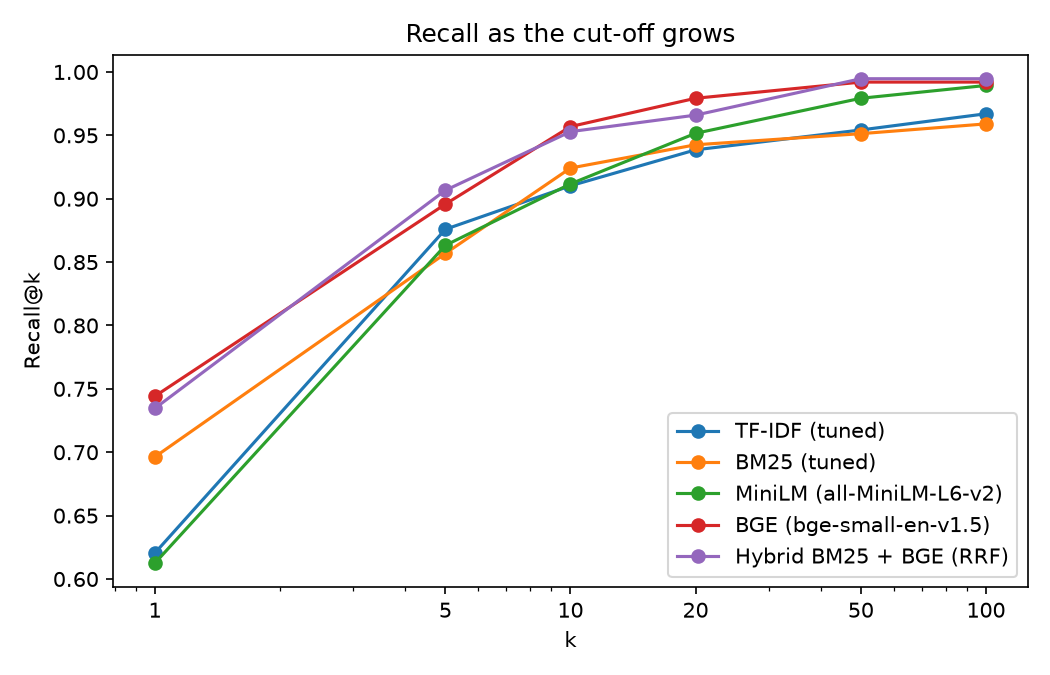 Recall as the cut-off grows
Recall@k
1.00
0.95
0.90
0.85
0.80
0.75
0.70
0.65
0.60
1 5 10 20 50 100
k
TF-IDF (tuned)
BM25 (tuned)
MiniLM (all-MiniLM-L6-v2)
BGE (bge-small-en-v1.5)
Hybrid BM25 + BGE (RRF)